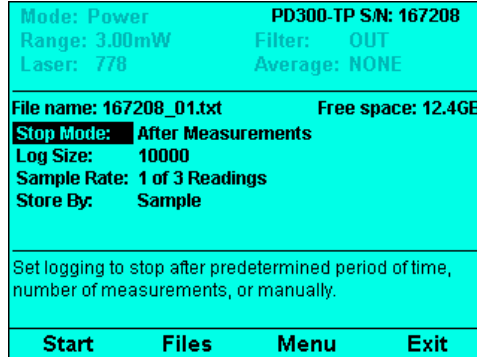 Mode: Power PD300-TP S/N: 167208
Range: 3.00mW Filter: OUT
Laser: 778 Average: NONE
File name: 167208_01.txt Free space: 12.4GE
Stop Mode: After Measurements
Log Size: 10000
Sample Rate: 1 of 3 Readings
Store By: Sample
Set logging to stop after predetermined period of time,
number of measurements, or manually.
Start Files Menu Exit